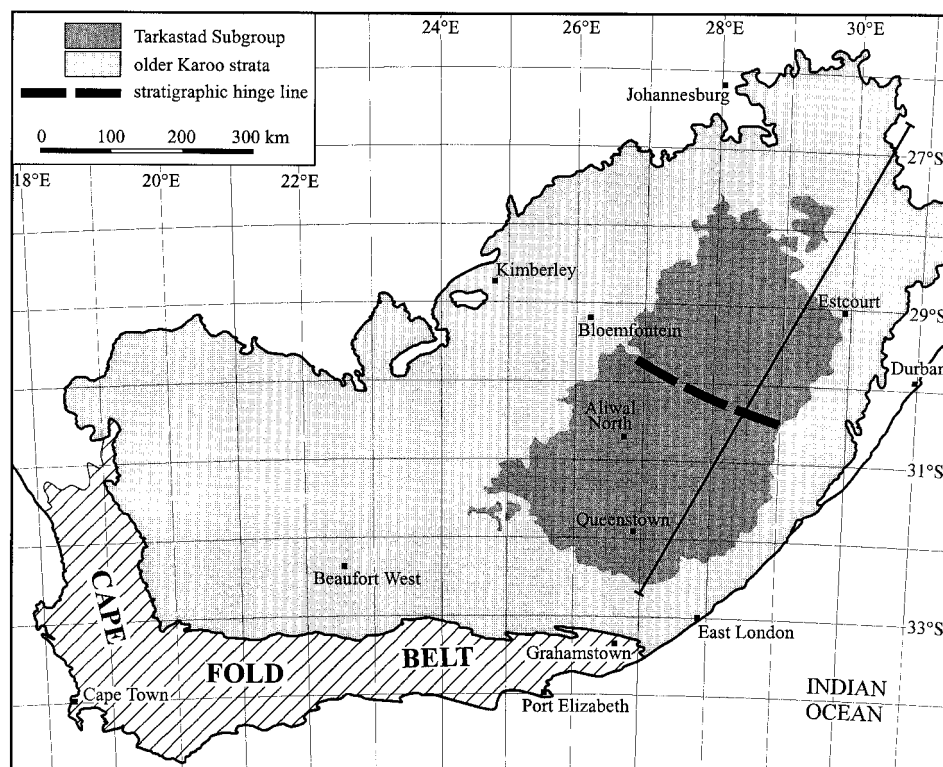 Tarkastad Subgroup
older Karoo strata
stratigraphic hinge line
0 100 200 300 km
24°E 26°E 28°E 30°E
18°E 20°E 22°E
Johannesburg
27°S
Kimberley
Estcourt
Bloemfontein
29°S
Durban
Aliwal
North
31°S
Queenstown
Beaufort West
CAPE
FOLD BELT
Grahamstown
East London
33°S
Cape Town
Port Elizabeth
INDIAN
OCEAN